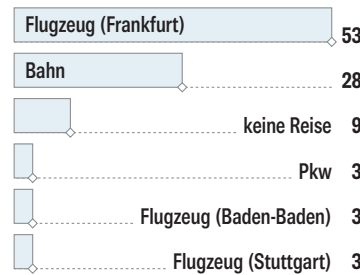 Flugzeug (Frankfurt) 53
Bahn 28
keine Reise 9
Pkw 3
Flugzeug (Baden-Baden) 3
Flugzeug (Stuttgart) 3